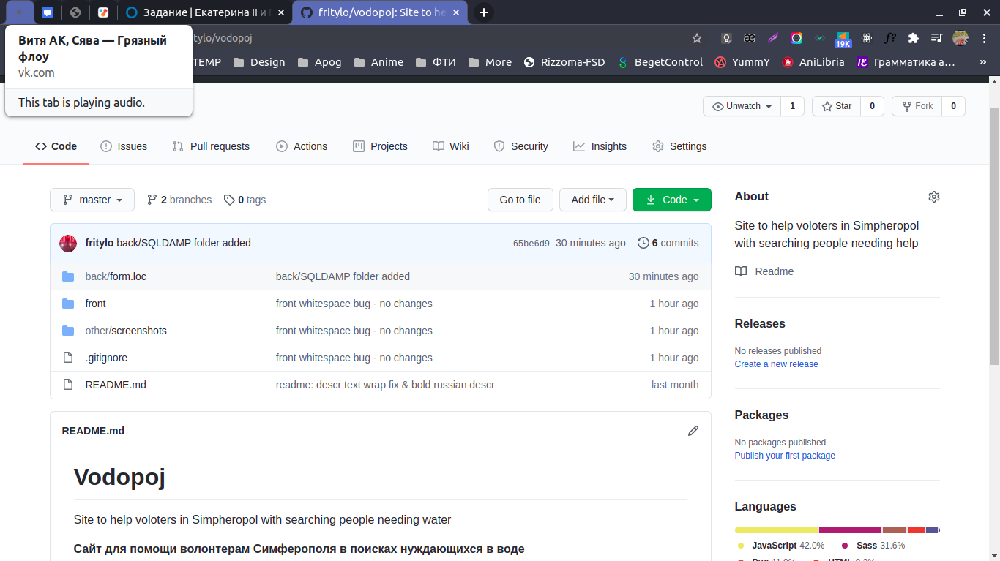 Задание | Екатерина II и
fritylo/vodopoj: Site to he
Витя АК, Сява — Грязный
флоу
vk.com
This tab is playing audio.
tylo/vodopoj
19K
TEMP
Design
Apog
Anime
ФТИ
More
Rizzoma-FSD
BegetControl
YummY
AniLibria
Грамматика а…
Unwatch 1
Star 0
Fork 0
Code
Issues
Pull requests
Actions
Projects
Wiki
Security
Insights
Settings
master
2 branches
0 tags
Go to file
Add file
Code
fritylo back/SQLDAMP folder added 65be6d9 30 minutes ago 6 commits
back/form.loc back/SQLDAMP folder added 30 minutes ago
front front whitespace bug - no changes 1 hour ago
other/screenshots front whitespace bug - no changes 1 hour ago
.gitignore front whitespace bug - no changes 1 hour ago
README.md readme: descr text wrap fix & bold russian descr last month
README.md
Vodopoj
Site to help voloters in Simpheropol with searching people needing water
Сайт для помощи волонтерам Симферополя в поисках нуждающихся в воде
About
Site to help voloters in Simpheropol
with searching people needing help
Readme
Releases
No releases published
Create a new release
Packages
No packages published
Publish your first package
Languages
JavaScript 42.0% Sass 31.6%